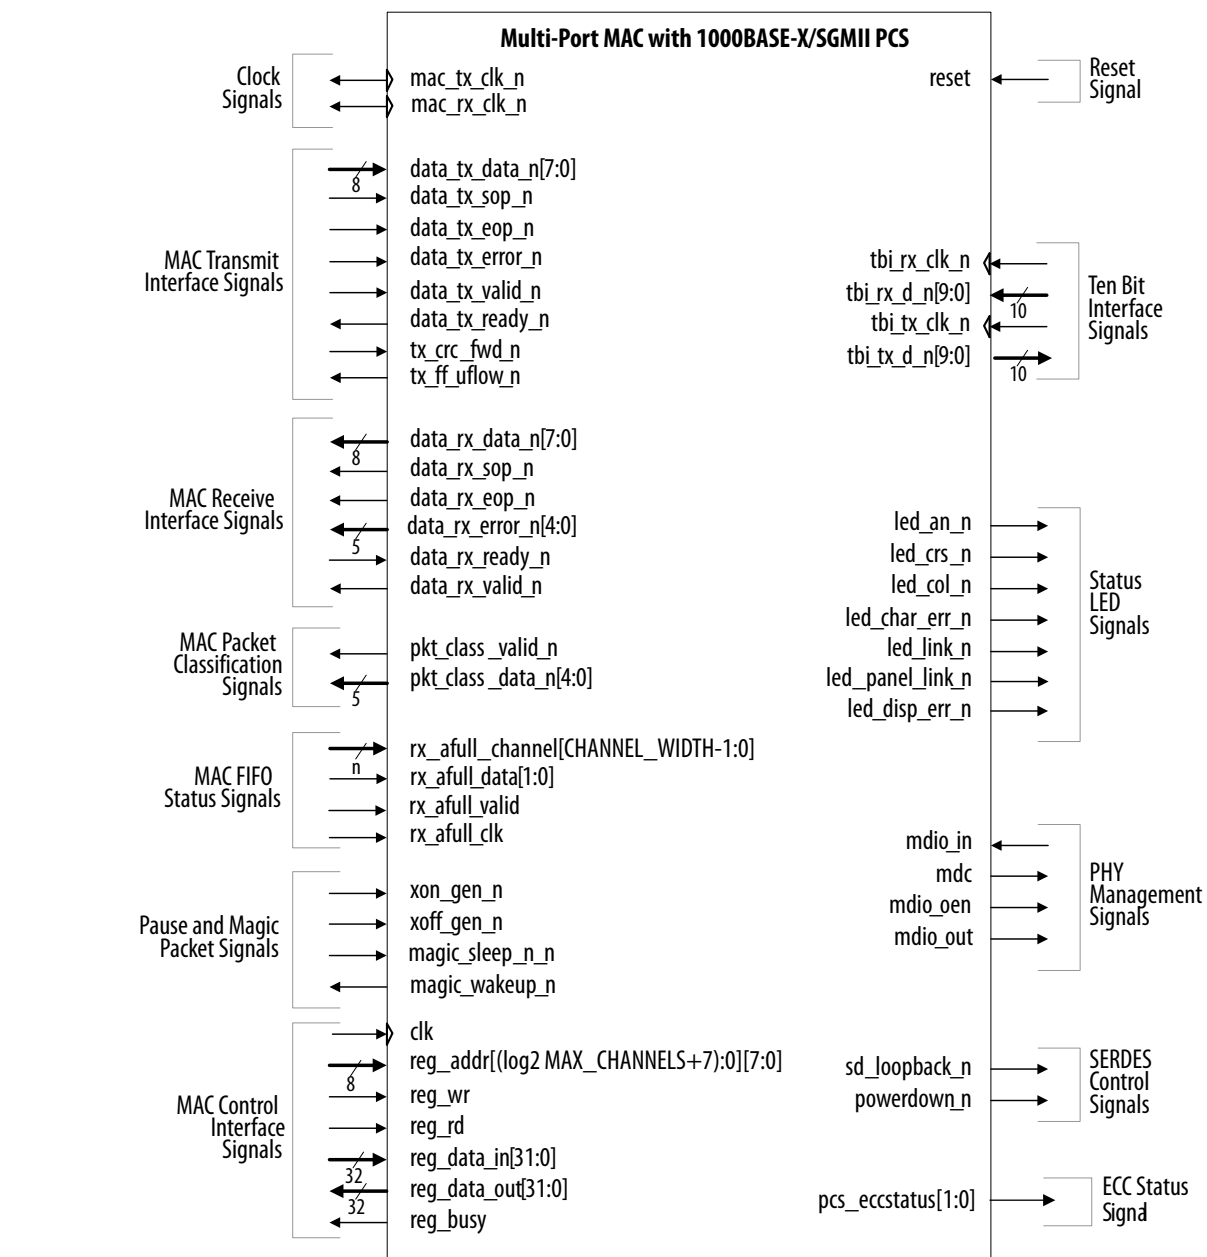 Multi-Port MAC with 1000BASE-X/SGMII PCS
Clock
Signals
mac_tx_clk_n
mac_rx_clk_n
MAC Transmit
Interface Signals
data_tx_data_n[7:0]
8
data_tx_sop_n
data_tx_eop_n
data_tx_error_n
data_tx_valid_n
data_tx_ready_n
tx_crc_fwd_n
tx_ff_uflow_n
MAC Receive
Interface Signals
data_rx_data_n[7:0]
8
data_rx_sop_n
data_rx_eop_n
data_rx_error_n[4:0]
5
data_rx_ready_n
data_rx_valid_n
MAC Packet
Classification
Signals
pkt_class_valid_n
pkt_class_data_n[4:0]
5
MAC FIFO
Status Signals
rx_afull_channel[CHANNEL_WIDTH-1:0]
n
rx_afull_data[1:0]
rx_afull_valid
rx_afull_clk
Pause and Magic
Packet Signals
xon_gen_n
xoff_gen_n
magic_sleep_n_n
magic_wakeup_n
MAC Control
Interface
Signals
clk
reg_addr[(log2 MAX_CHANNELS+7):0][7:0]
8
reg_wr
reg_rd
reg_data_in[31:0]
32
reg_data_out[31:0]
32
reg_busy
reset
Reset
Signal
tbi_rx_clk_n
tbi_rx_d_n[9:0]
10
tbi_tx_clk_n
tbi_tx_d_n[9:0]
10
Ten Bit
Interface
Signals
led_an_n
led_crs_n
led_col_n
led_char_err_n
led_link_n
led_panel_link_n
led_disp_err_n
Status
LED
Signals
mdio_in
mdc
mdio_oen
mdio_out
PHY
Management
Signals
sd_loopback_n
powerdown_n
SERDES
Control
Signals
pcs_eccstatus[1:0]
ECC Status
Signal